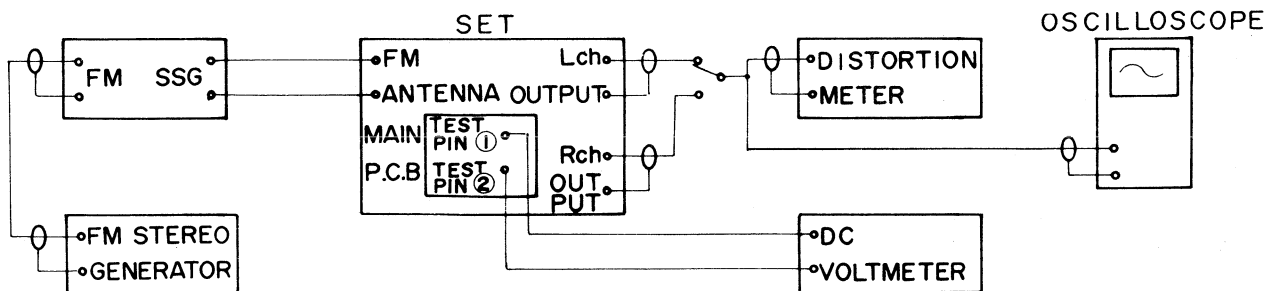 OSCILLOSCOPE
SET
FM SSG
FM
ANTENNA
Lch
OUTPUT
MAIN
P.C.B
TEST
PIN ①
TEST
PIN ②
Rch
OUT
PUT
DISTORTION
METER
FM STEREO
GENERATOR
DC
VOLTMETER